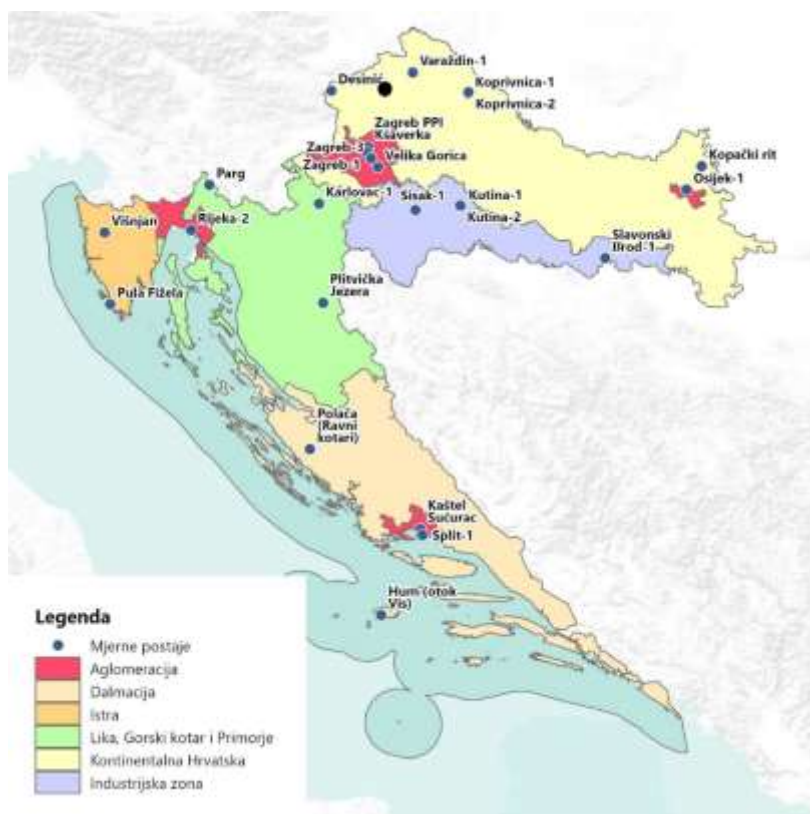 Varaždin-1
Desinić
Koprivnica-1
Koprivnica-2
Zagreb PPI
Ksaverka
Zagreb-3
Velika Gorica
Zagreb-1
Kopački rit
Osijek-1
Parg
Karlovac-1
Sisak-1
Kutina-1
Kutina-2
Višnjan
Rijeka-2
Slavonski
Brod-1
Pula Fižela
Plitvička
Jezera
Polača
(Ravni
kotari)
Kaštel
Sućurac
Split-1
Hum (otok
Vis)
Legenda
Mjerne postaje
Aglomeracija
Dalmacija
Istra
Lika, Gorski kotar i Primorje
Kontinentalna Hrvatska
Industrijska zona